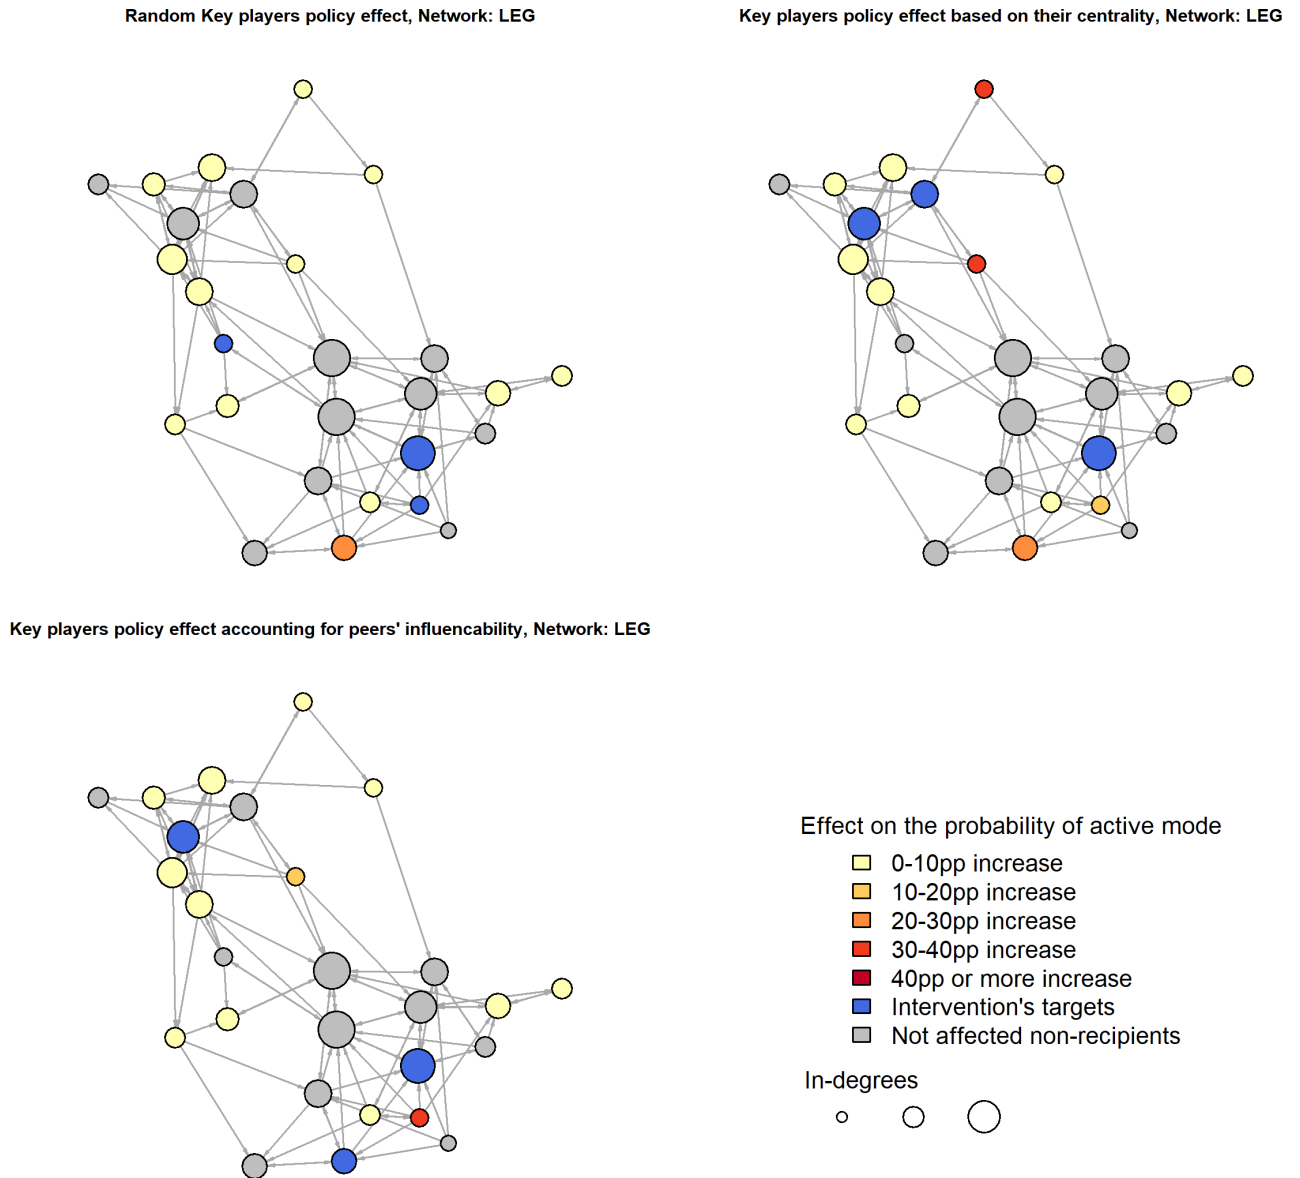 Random Key players policy effect, Network: LEG
Key players policy effect based on their centrality, Network: LEG
Key players policy effect accounting for peers' influencability, Network: LEG
Effect on the probability of active mode
0-10pp increase
10-20pp increase
20-30pp increase
30-40pp increase
40pp or more increase
Intervention's targets
Not affected non-recipients
In-degrees